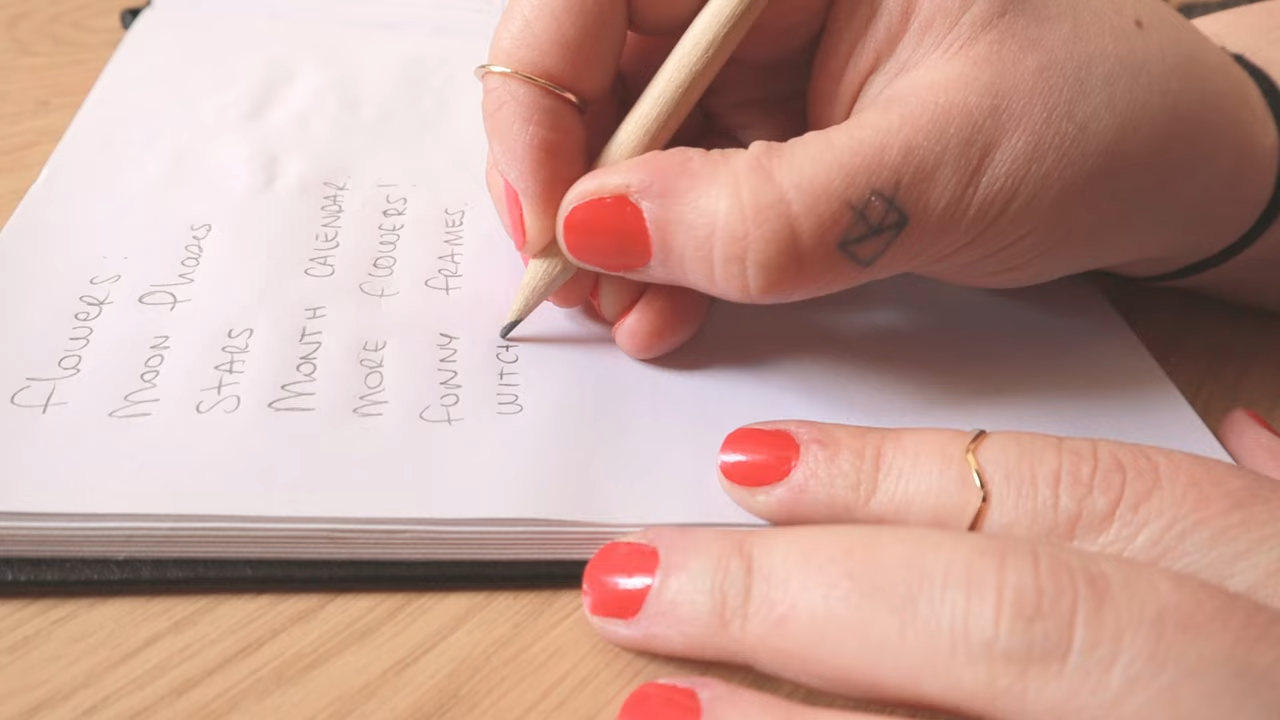 flowers:
Moon Phases
STARS
MONTH CALENDAR.
MORE flOWERS!
fUNNY fRAMES.
WITCH